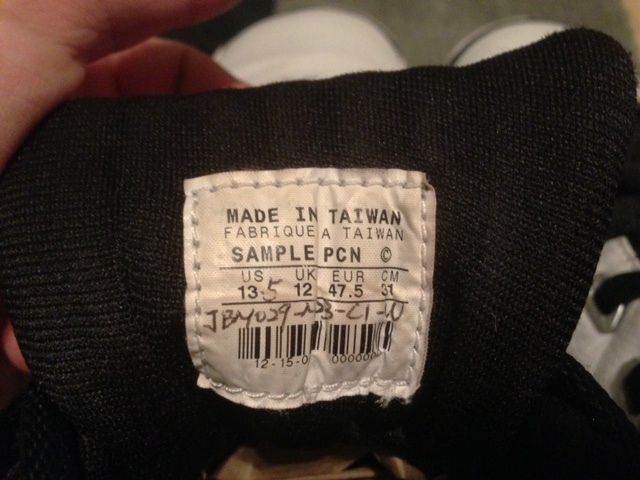 MADE IN TAIWAN
FABRIQUE A TAIWAN
SAMPLE PCN ©
US UK EUR CM
13.5 12 47.5 31
12-15-0 000000